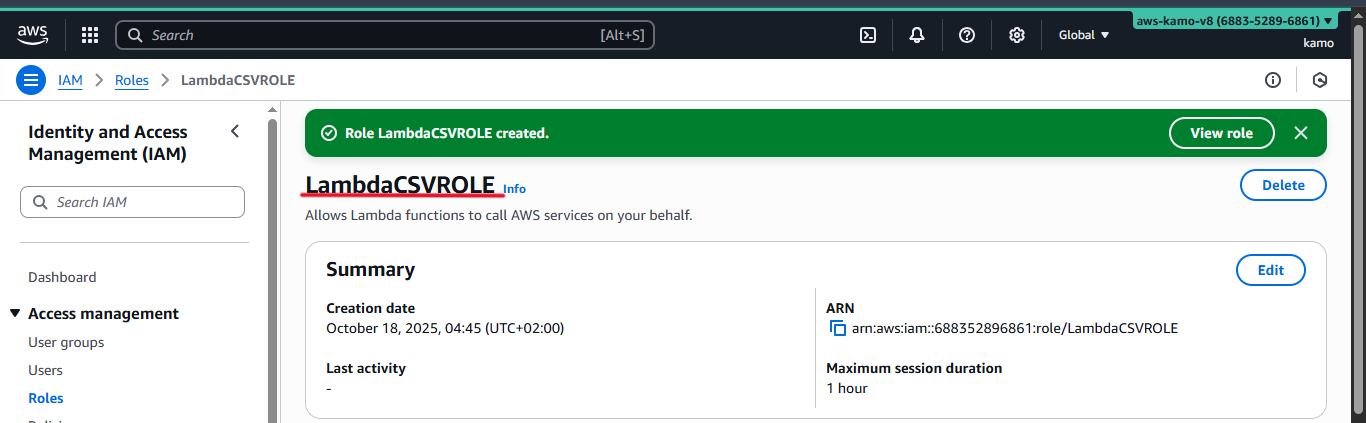 aws
Search
[Alt+S]
Global
aws-kamo-v8 (6883-5289-6861)
kamo
IAM
Roles
LambdaCSVROLE
Identity and Access
Management (IAM)
Search IAM
Dashboard
Access management
User groups
Users
Roles
Role LambdaCSVROLE created.
View role
LambdaCSVROLE
Info
Delete
Allows Lambda functions to call AWS services on your behalf.
Summary
Edit
Creation date
October 18, 2025, 04:45 (UTC+02:00)
ARN
arn:aws:iam::688352896861:role/LambdaCSVROLE
Last activity
-
Maximum session duration
1 hour